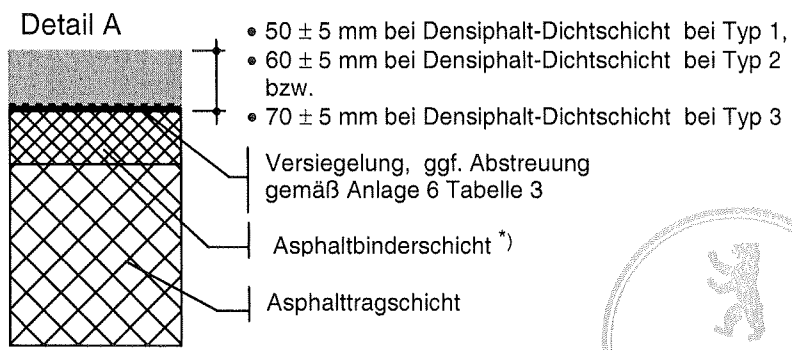 Detail A
• 50 ± 5 mm bei Densiphalt-Dichtschicht bei Typ 1,
• 60 ± 5 mm bei Densiphalt-Dichtschicht bei Typ 2
bzw.
• 70 ± 5 mm bei Densiphalt-Dichtschicht bei Typ 3
Versiegelung, ggf. Abstreuung
gemäß Anlage 6 Tabelle 3
Asphaltbinderschicht *)
Asphalttragschicht